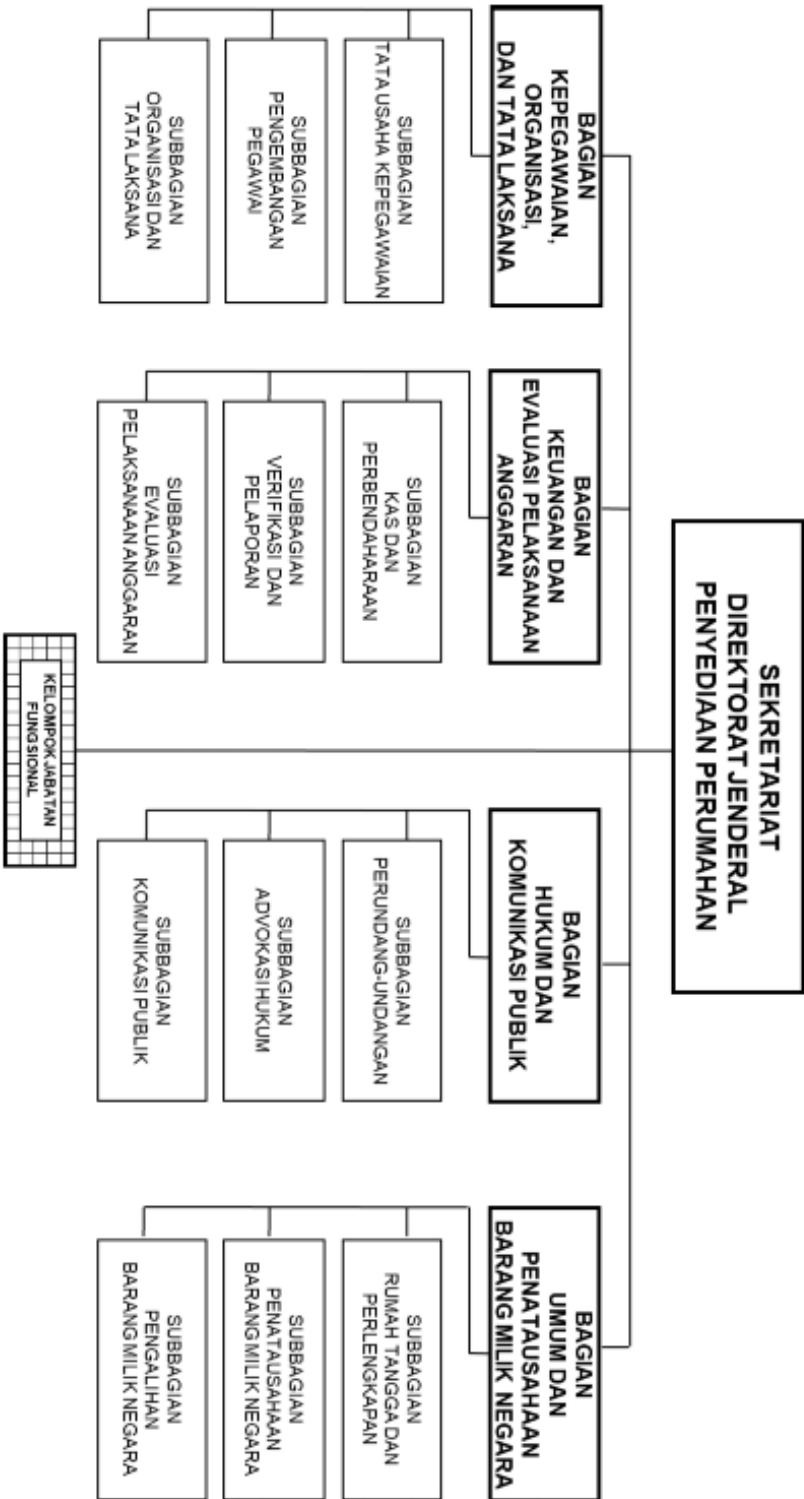 SEKRETARIAT
DIREKTORAT JENDERAL
PENYEDIAAN PERUMAHAN
BAGIAN
KEPEGAWAIAN,
ORGANISASI,
DAN TATA LAKSANA
SUBBAGIAN
TATA USAHA KEPEGAWAIAN
SUBBAGIAN
PENGEMBANGAN
PEGAWAI
SUBBAGIAN
ORGANISASI DAN
TATA LAKSANA
BAGIAN
KEUANGAN DAN
EVALUASI PELAKSANAAN
ANGGARAN
SUBBAGIAN
KAS DAN
PERBENDAHARAAN
SUBBAGIAN
VERIFIKASI DAN
PELAPORAN
SUBBAGIAN
EVALUASI
PELAKSANAAN ANGGARAN
BAGIAN
HUKUM DAN
KOMUNIKASI PUBLIK
SUBBAGIAN
PERUNDANG-UNDANGAN
SUBBAGIAN
ADVOKASI HUKUM
SUBBAGIAN
KOMUNIKASI PUBLIK
BAGIAN
UMUM DAN
PENATAUSAHAAN
BARANG MILIK NEGARA
SUBBAGIAN
RUMAH TANGGA DAN
PERLENGKAPAN
SUBBAGIAN
PENATAUSAHAAN
BARANG MILIK NEGARA
SUBBAGIAN
PENGALIHAN
BARANG MILIK NEGARA
KELOMPOK JABATAN
FUNGSIONAL